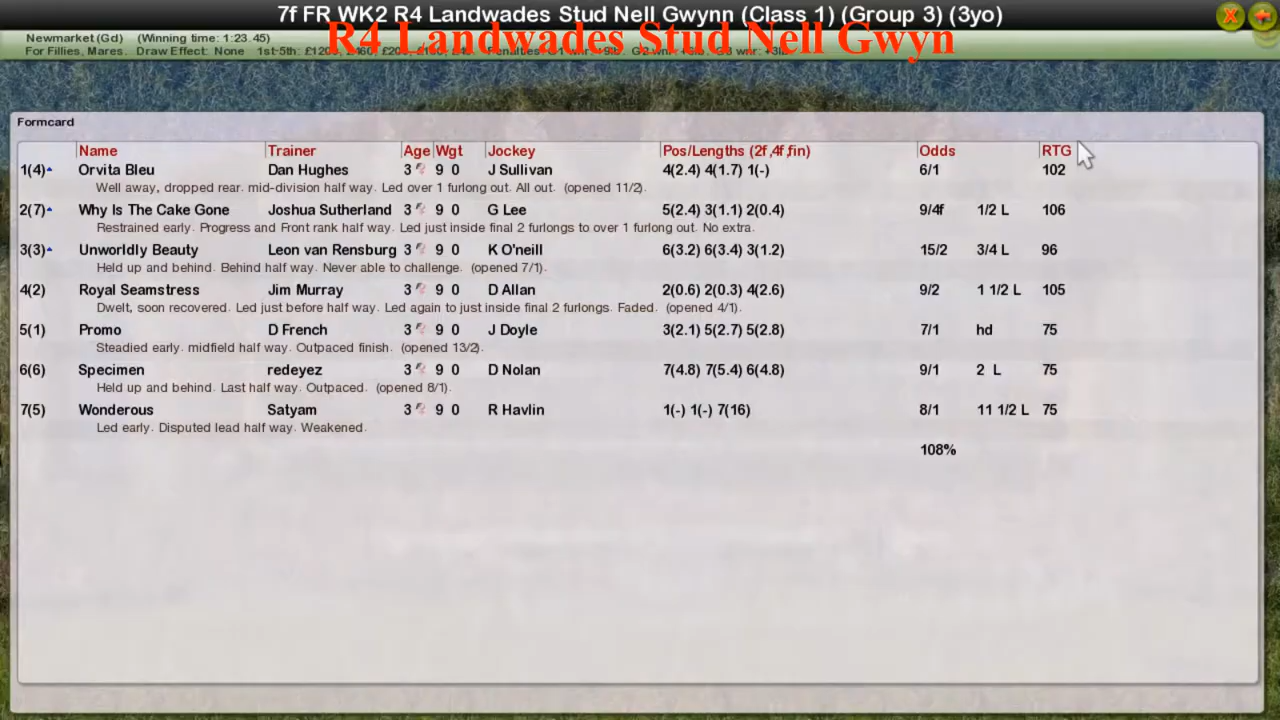 7f FR WK2 R4 Landwades Stud Nell Gwynn (Class 1) (Group 3) (3yo)
R4 Landwades Stud Nell Gwyn
Newmarket (Gd) (Winning time: 1:23.45)
For Fillies, Mares. Draw Effect: None 1st-5th:
Formcard
Name Trainer Age Wgt Jockey Pos/Lengths (2f,4f,fin) Odds RTG
1(4) Orvita Bleu Dan Hughes 3 9 0 J Sullivan 4(2.4) 4(1.7) 1(-) 6/1 102
Well away, dropped rear. mid-division half way. Led over 1 furlong out. All out. (opened 11/2).
2(7) Why Is The Cake Gone Joshua Sutherland 3 9 0 G Lee 5(2.4) 3(1.1) 2(0.4) 9/4f 1/2 L 106
Restrained early. Progress and Front rank half way. Led just inside final 2 furlongs to over 1 furlong out. No extra.
3(3) Unworldly Beauty Leon van Rensburg 3 9 0 K O'neill 6(3.2) 6(3.4) 3(1.2) 15/2 3/4 L 96
Held up and behind. Behind half way. Never able to challenge. (opened 7/1).
4(2) Royal Seamstress Jim Murray 3 9 0 D Allan 2(0.6) 2(0.3) 4(2.6) 9/2 1 1/2 L 105
Dwelt, soon recovered. Led just before half way. Led again to just inside final 2 furlongs. Faded. (opened 4/1).
5(1) Promo D French 3 9 0 J Doyle 3(2.1) 5(2.7) 5(2.8) 7/1 hd 75
Steadied early. midfield half way. Outpaced finish. (opened 13/2).
6(6) Specimen redeyez 3 9 0 D Nolan 7(4.8) 7(5.4) 6(4.8) 9/1 2 L 75
Held up and behind. Last half way. Outpaced. (opened 8/1).
7(5) Wonderous Satyam 3 9 0 R Havlin 1(-) 1(-) 7(16) 8/1 11 1/2 L 75
Led early. Disputed lead half way. Weakened.
108%